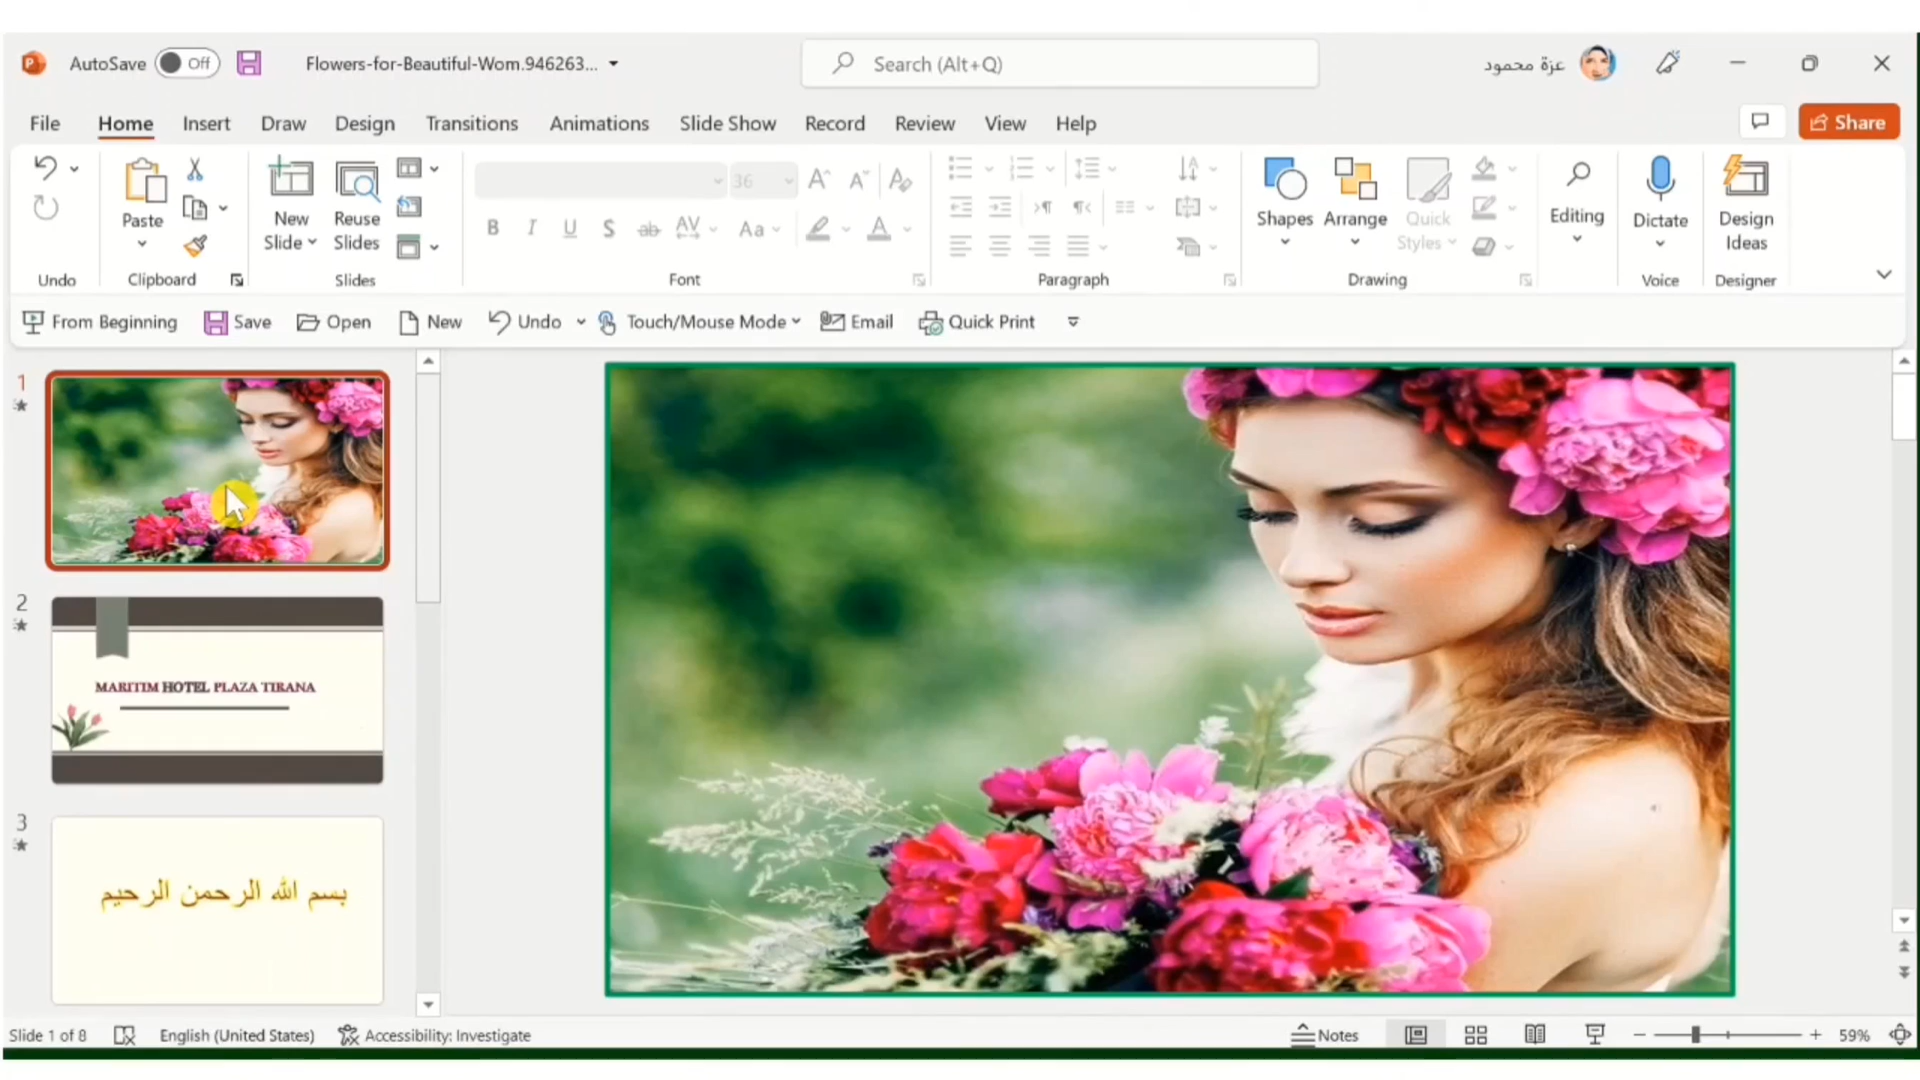 AutoSave Off Flowers-for-Beautiful-Wom.946263... Search (Alt+Q) عزة محمود
File Home Insert Draw Design Transitions Animations Slide Show Record Review View Help Share
Paste
New Slide
Reuse Slides
36
B I U S ab AV Aa A
Shapes
Arrange
Quick Styles
Editing
Dictate
Design Ideas
Undo Clipboard Slides Font Paragraph Drawing Voice Designer
From Beginning Save Open New Undo Touch/Mouse Mode Email Quick Print
1
2
MARITIM HOTEL PLAZA TIRANA
3
بسم الله الرحمن الرحيم
Slide 1 of 8 English (United States) Accessibility: Investigate Notes 59%